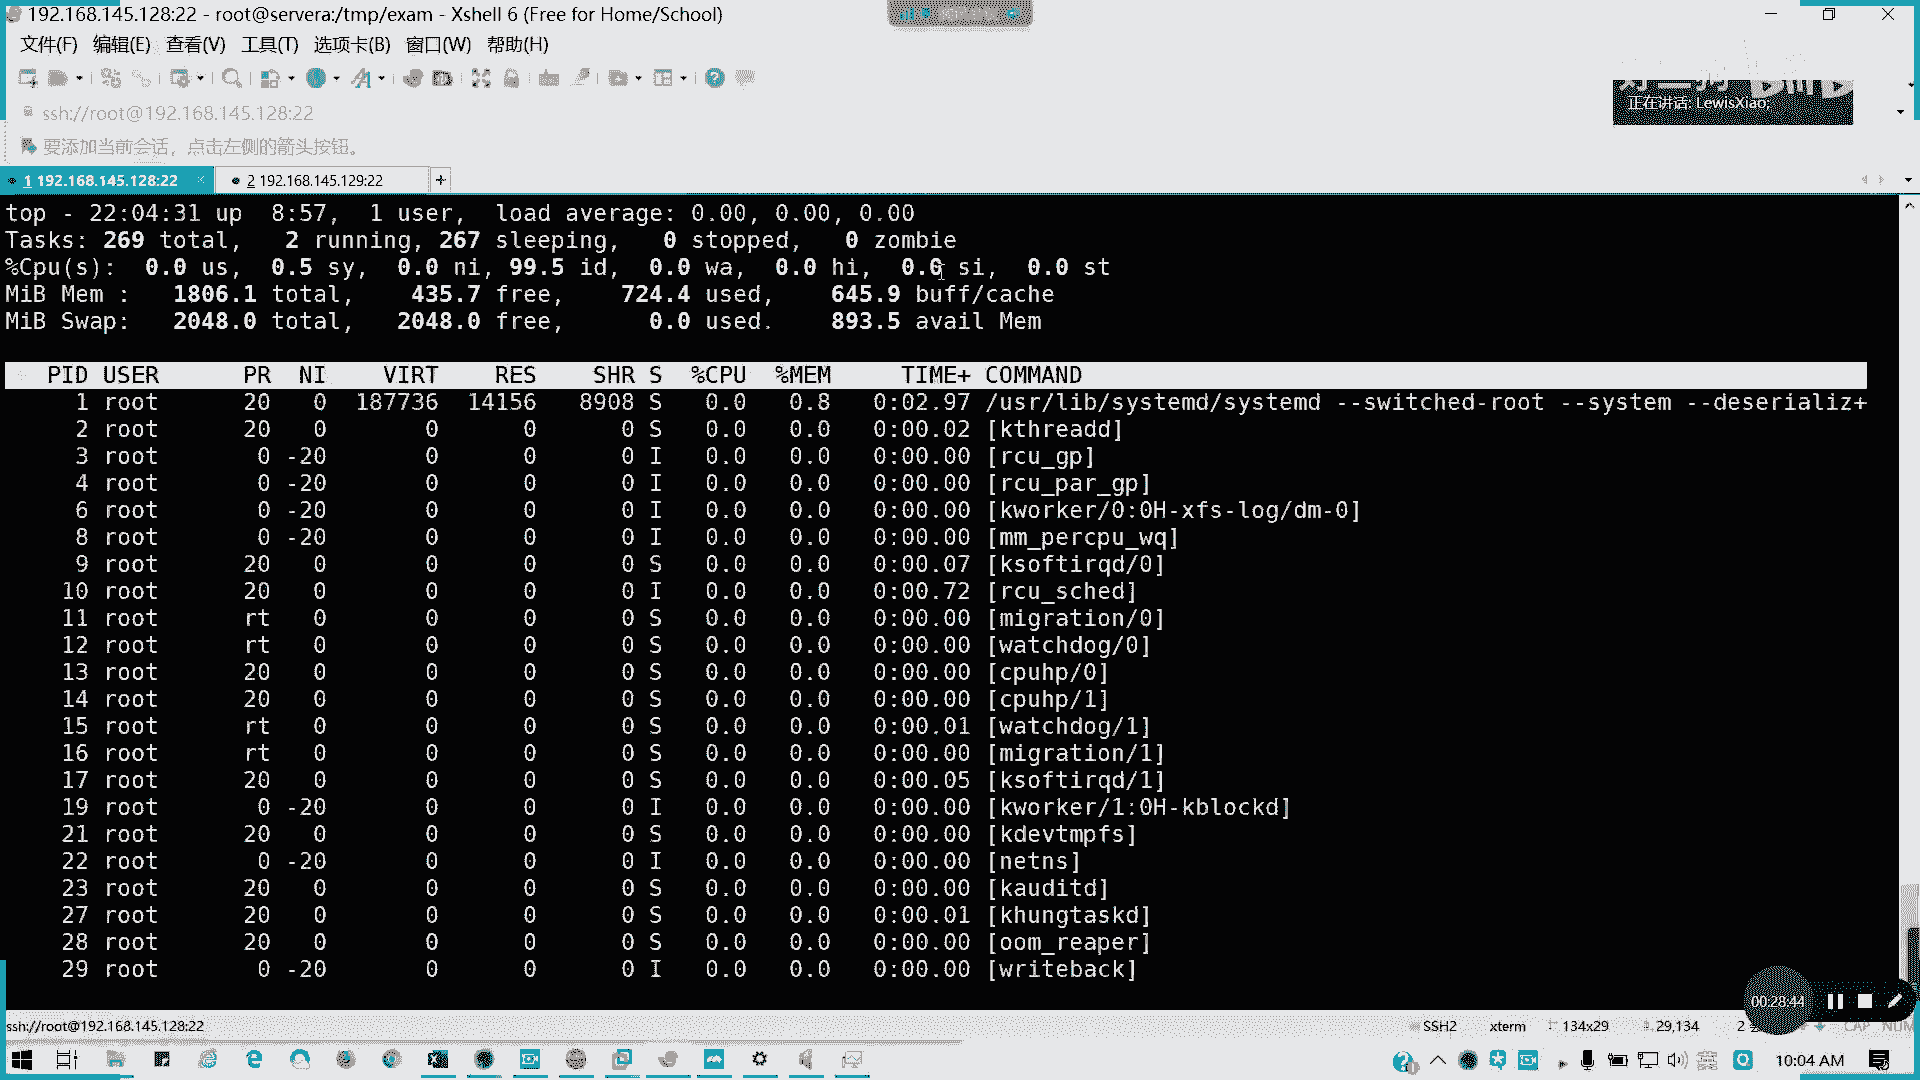 192.168.145.128:22 - root@servera:/tmp/exam - Xshell 6 (Free for Home/School)
文件(F) 编辑(E) 查看(V) 工具(T) 选项卡(B) 窗口(W) 帮助(H)
ssh://root@192.168.145.128:22
正在讲话: LewisXiao;
要添加当前会话，点击左侧的箭头按钮。
1 192.168.145.128:22 × 2 192.168.145.129:22 +
top - 22:04:31 up  8:57,  1 user,  load average: 0.00, 0.00, 0.00
Tasks: 269 total,   2 running, 267 sleeping,   0 stopped,   0 zombie
%Cpu(s):  0.0 us,  0.5 sy,  0.0 ni, 99.5 id,  0.0 wa,  0.0 hi,  0.0 si,  0.0 st
MiB Mem :   1806.1 total,    435.7 free,    724.4 used,    645.9 buff/cache
MiB Swap:   2048.0 total,   2048.0 free,      0.0 used.    893.5 avail Mem
PID USER      PR  NI    VIRT    RES    SHR S  %CPU  %MEM     TIME+ COMMAND
1 root      20   0  187736  14156   8908 S   0.0   0.8   0:02.97 /usr/lib/systemd/systemd --switched-root --system --deserializ+
2 root      20   0       0      0      0 S   0.0   0.0   0:00.02 [kthreadd]
3 root       0 -20       0      0      0 I   0.0   0.0   0:00.00 [rcu_gp]
4 root       0 -20       0      0      0 I   0.0   0.0   0:00.00 [rcu_par_gp]
6 root       0 -20       0      0      0 I   0.0   0.0   0:00.00 [kworker/0:0H-xfs-log/dm-0]
8 root       0 -20       0      0      0 I   0.0   0.0   0:00.00 [mm_percpu_wq]
9 root      20   0       0      0      0 S   0.0   0.0   0:00.07 [ksoftirqd/0]
10 root      20   0       0      0      0 I   0.0   0.0   0:00.72 [rcu_sched]
11 root      rt   0       0      0      0 S   0.0   0.0   0:00.00 [migration/0]
12 root      rt   0       0      0      0 S   0.0   0.0   0:00.00 [watchdog/0]
13 root      20   0       0      0      0 S   0.0   0.0   0:00.00 [cpuhp/0]
14 root      20   0       0      0      0 S   0.0   0.0   0:00.00 [cpuhp/1]
15 root      rt   0       0      0      0 S   0.0   0.0   0:00.01 [watchdog/1]
16 root      rt   0       0      0      0 S   0.0   0.0   0:00.00 [migration/1]
17 root      20   0       0      0      0 S   0.0   0.0   0:00.05 [ksoftirqd/1]
19 root       0 -20       0      0      0 I   0.0   0.0   0:00.00 [kworker/1:0H-kblockd]
21 root      20   0       0      0      0 S   0.0   0.0   0:00.00 [kdevtmpfs]
22 root       0 -20       0      0      0 I   0.0   0.0   0:00.00 [netns]
23 root      20   0       0      0      0 S   0.0   0.0   0:00.00 [kauditd]
27 root      20   0       0      0      0 S   0.0   0.0   0:00.01 [khungtaskd]
28 root      20   0       0      0      0 S   0.0   0.0   0:00.00 [oom_reaper]
29 root       0 -20       0      0      0 I   0.0   0.0   0:00.00 [writeback]
00:28:44
ssh://root@192.168.145.128:22 SSH2 xterm 134x29 29,134 2 CAP NUM
10:04 AM